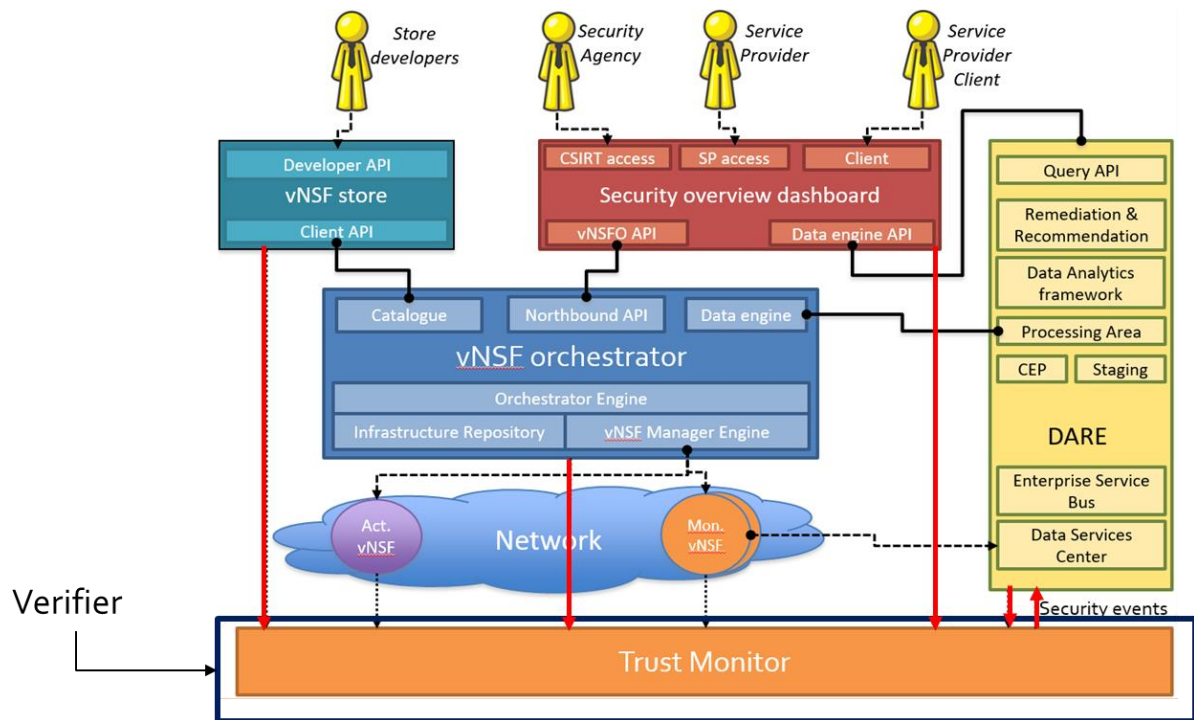 Store
developers
Security
Agency
Service
Provider
Service
Provider
Client
Developer API
vNSF store
Client API
CSIRT access
SP access
Client
Security overview dashboard
vNSFO API
Data engine API
Query API
Remediation &
Recommendation
Data Analytics
framework
Processing Area
CEP
Staging
DARE
Enterprise Service
Bus
Data Services
Center
Catalogue
Northbound API
Data engine
vNSF orchestrator
Orchestrator Engine
Infrastructure Repository
vNSF Manager Engine
Act.
vNSF
Network
Mon.
vNSF
Verifier
Security events
Trust Monitor